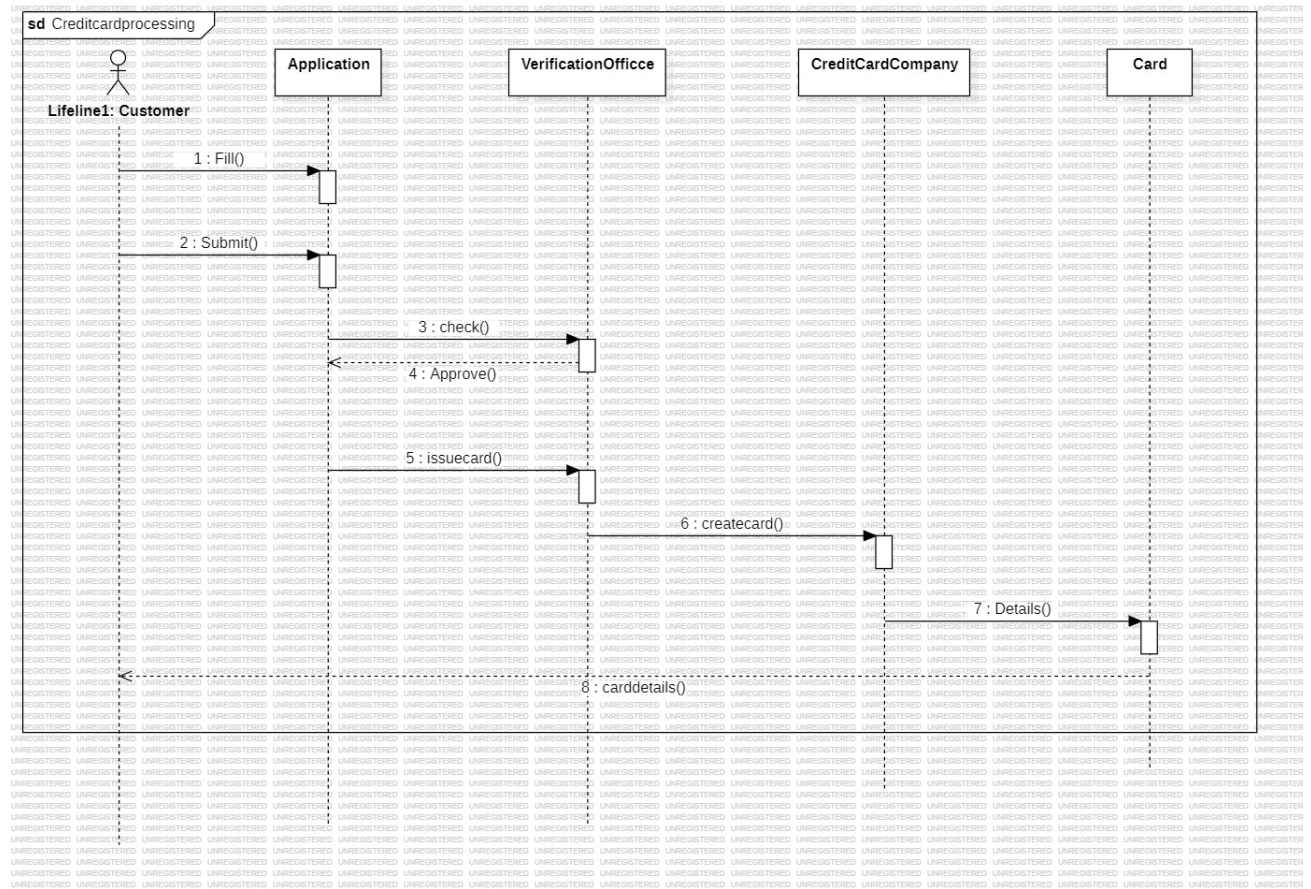 sd Creditcardprocessing
Application
VerificationOfficce
CreditCardCompany
Card
Lifeline1: Customer
1 : Fill()
2 : Submit()
3 : check()
4 : Approve()
5 : issuecard()
6 : createcard()
7 : Details()
8 : carddetails()
UNREGISTERED